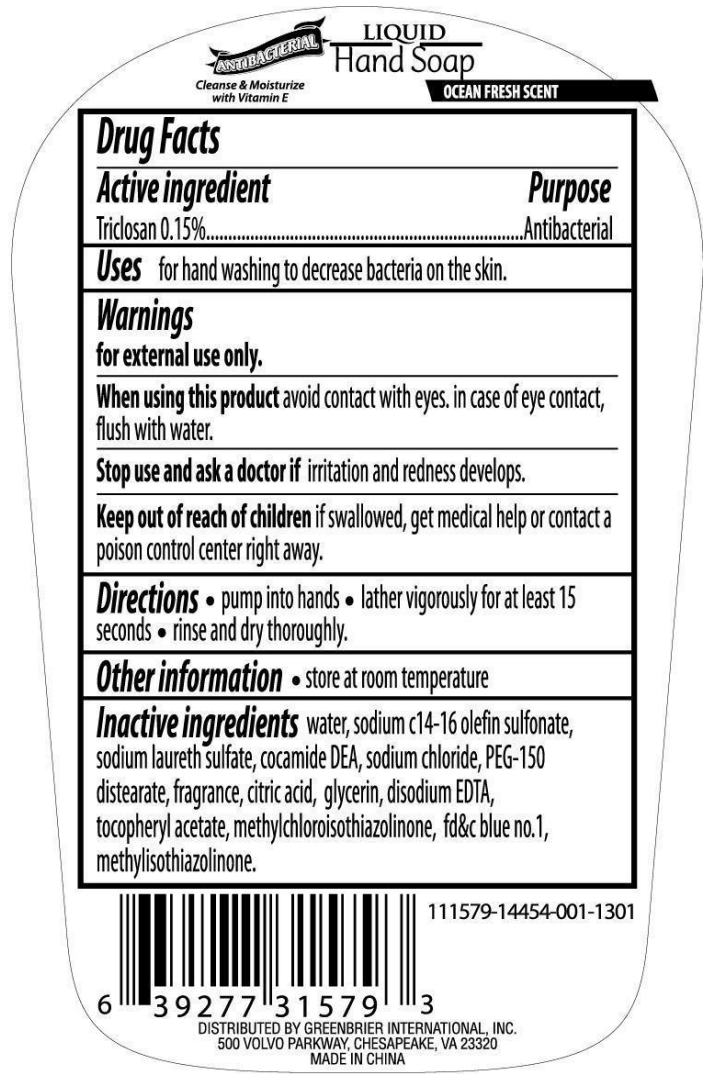 ANTIBACTERIAL
LIQUID
Hand Soap
Cleanse & Moisturize
with Vitamin E
OCEAN FRESH SCENT
Drug Facts
Active ingredient Purpose
Triclosan 0.15%......................................................................Antibacterial
Uses for hand washing to decrease bacteria on the skin.
Warnings
for external use only.
When using this product avoid contact with eyes. in case of eye contact,
flush with water.
Stop use and ask a doctor if irritation and redness develops.
Keep out of reach of children if swallowed, get medical help or contact a
poison control center right away.
Directions • pump into hands • lather vigorously for at least 15
seconds • rinse and dry thoroughly.
Other information • store at room temperature
Inactive ingredients water, sodium c14-16 olefin sulfonate,
sodium laureth sulfate, cocamide DEA, sodium chloride, PEG-150
distearate, fragrance, citric acid, glycerin, disodium EDTA,
tocopheryl acetate, methylchloroisothiazolinone, fd&c blue no.1,
methylisothiazolinone.
111579-14454-001-1301
6 39277 31579 3
DISTRIBUTED BY GREENBRIER INTERNATIONAL, INC.
500 VOLVO PARKWAY, CHESAPEAKE, VA 23320
MADE IN CHINA